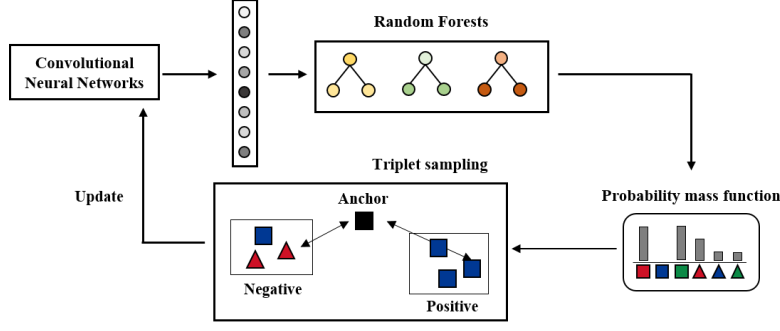 Random Forests
Convolutional
Neural Networks
Triplet sampling
Update
Anchor
Probability mass function
Negative
Positive